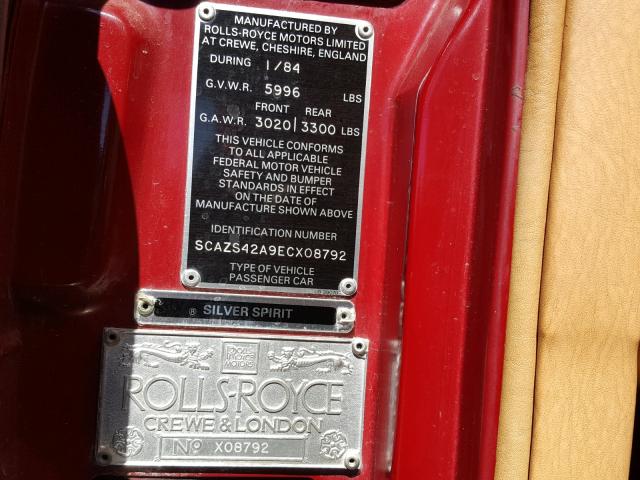 MANUFACTURED BY
ROLLS-ROYCE MOTORS LIMITED
AT CREWE, CHESHIRE, ENGLAND
DURING 1/84
G.V.W.R. 5996 LBS
FRONT REAR
G.A.W.R. 3020|3300 LBS
THIS VEHICLE CONFORMS
TO ALL APPLICABLE
FEDERAL MOTOR VEHICLE
SAFETY AND BUMPER
STANDARDS IN EFFECT
ON THE DATE OF
MANUFACTURE SHOWN ABOVE
IDENTIFICATION NUMBER
SCAZS42A9ECX08792
TYPE OF VEHICLE
PASSENGER CAR
® SILVER SPIRIT
ROLLS
ROYCE
MOTORS
ROLLS-ROYCE
CREWE & LONDON
Nº X08792